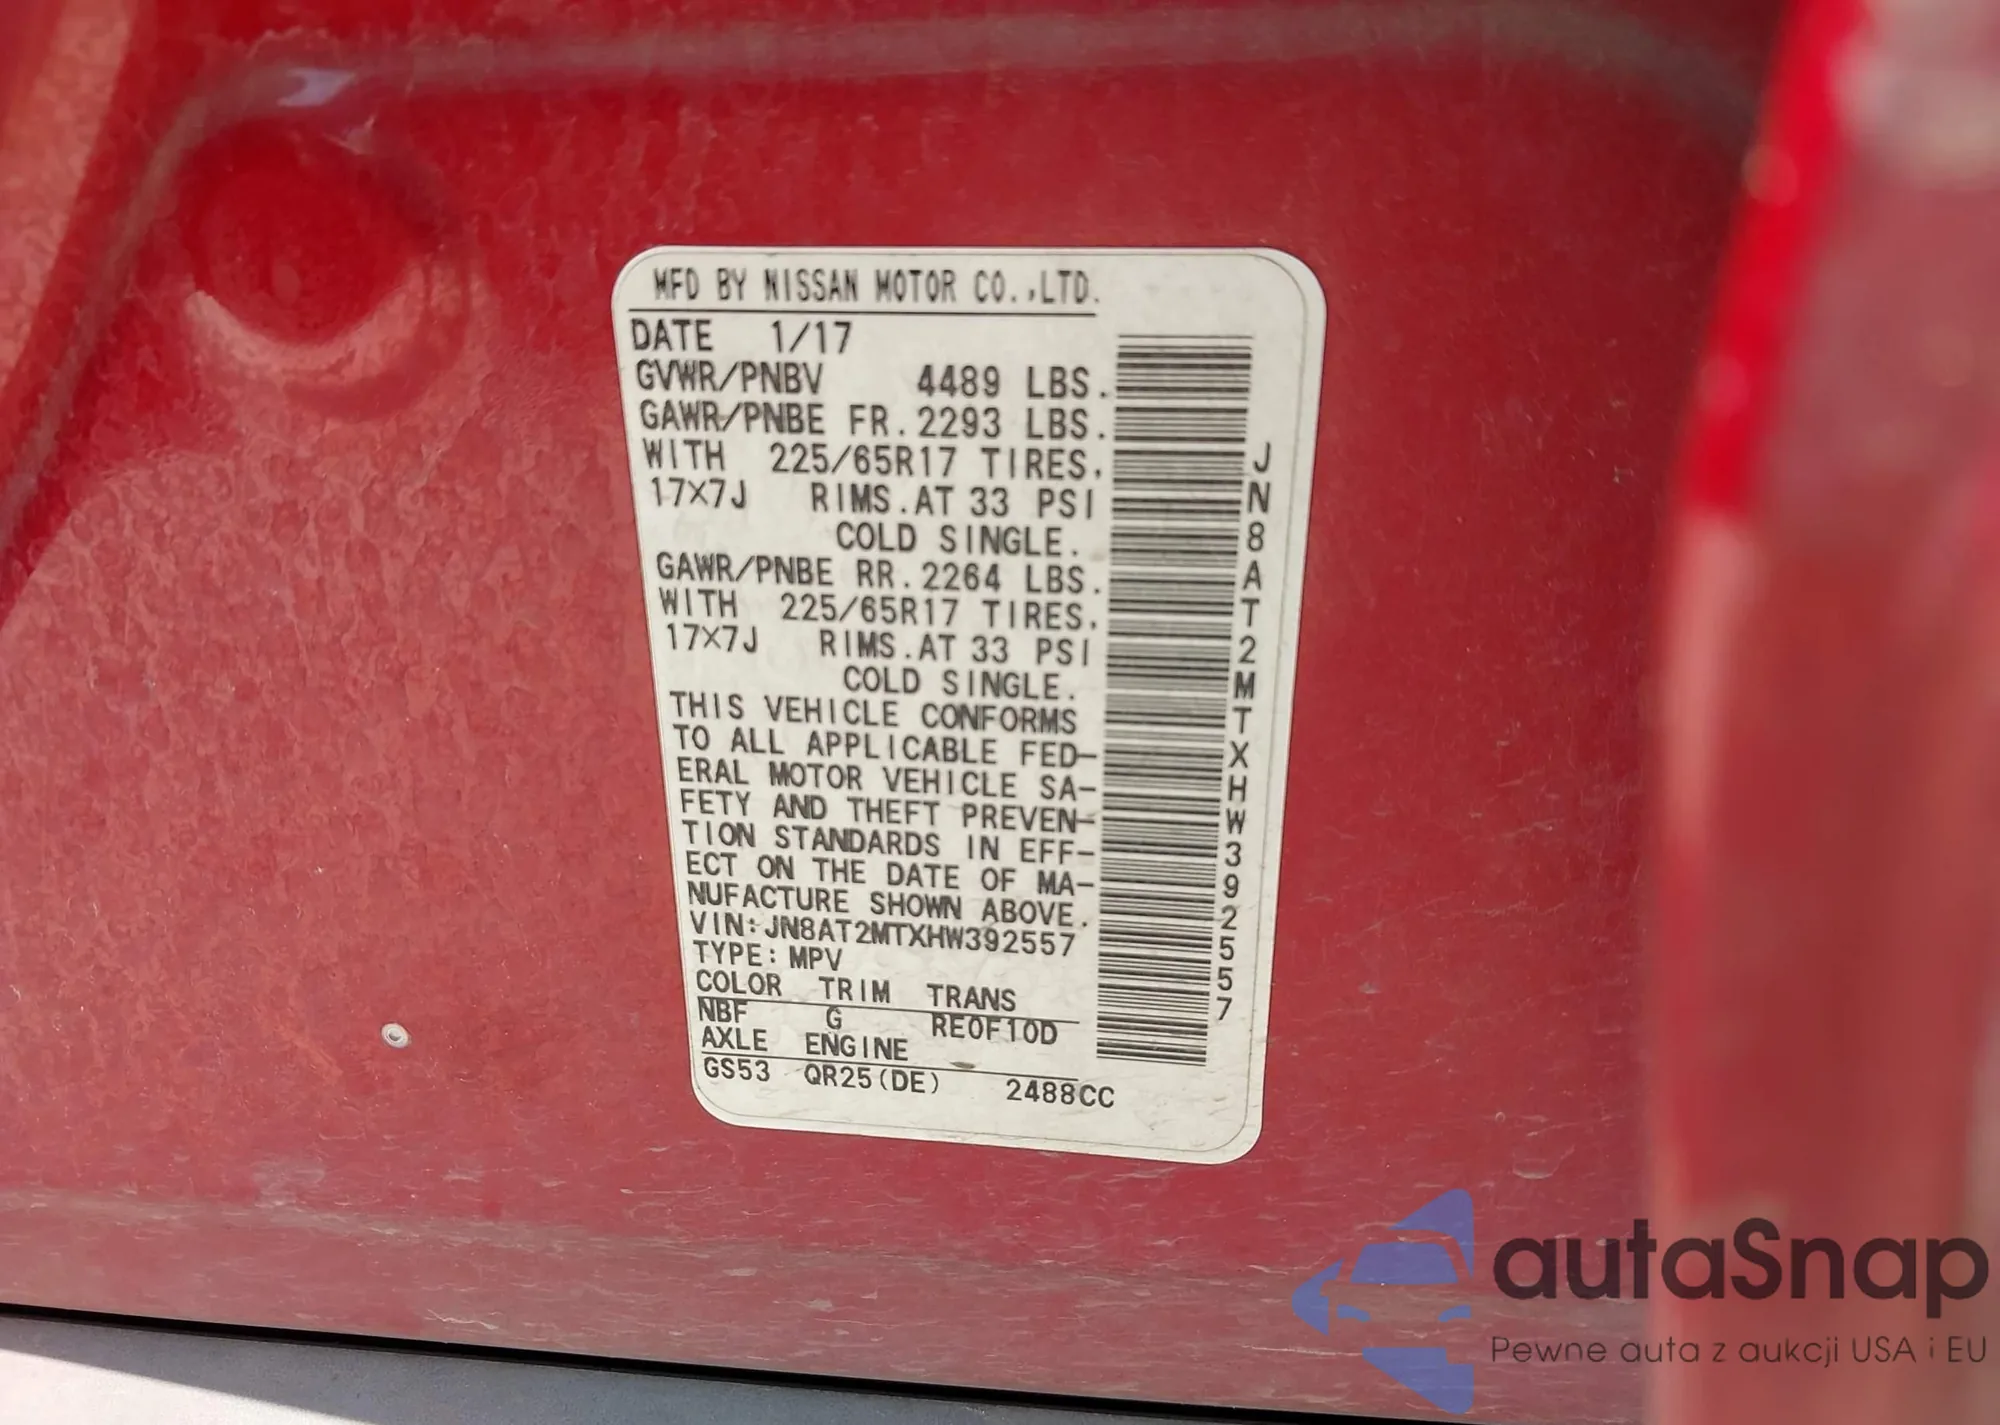 MFD BY NISSAN MOTOR CO.,LTD.
DATE 1/17
GVWR/PNBV 4489 LBS.
GAWR/PNBE FR. 2293 LBS.
WITH 225/65R17 TIRES,
17X7J RIMS. AT 33 PSI
COLD SINGLE.
GAWR/PNBE RR. 2264 LBS.
WITH 225/65R17 TIRES,
17X7J RIMS. AT 33 PSI
COLD SINGLE.
THIS VEHICLE CONFORMS
TO ALL APPLICABLE FED-
ERAL MOTOR VEHICLE SA-
FETY AND THEFT PREVEN-
TION STANDARDS IN EFF-
ECT ON THE DATE OF MA-
NUFACTURE SHOWN ABOVE.
VIN: JN8AT2MTXHW392557
TYPE: MPV
COLOR TRIM TRANS
NBF G RE0F10D
AXLE ENGINE
GS53 QR25(DE) 2488CC
JN8AT2MTXHW392557
autaSnap
Pewne auta z aukcji USA i EU